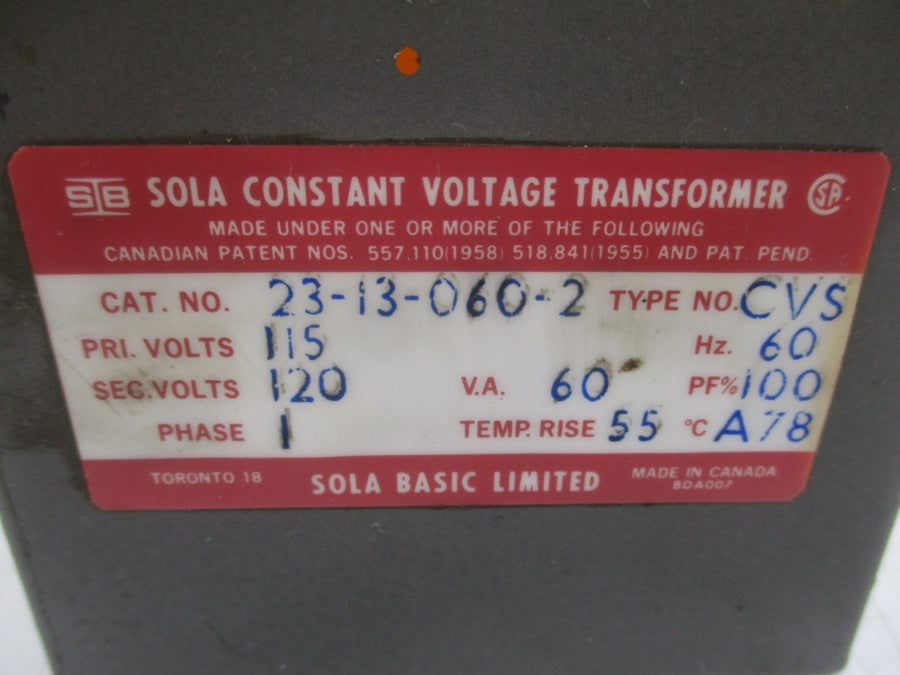 SB SOLA CONSTANT VOLTAGE TRANSFORMER SA
MADE UNDER ONE OR MORE OF THE FOLLOWING
CANADIAN PATENT NOS. 557.110(1958) 518.841(1955) AND PAT. PEND.
CAT. NO. 23-13-060-2 TYPE NO. CVS
PRI. VOLTS 115 Hz. 60
SEC. VOLTS 120 V.A. 60 PF% 100
PHASE 1 TEMP. RISE 55 °C A78
TORONTO 18 SOLA BASIC LIMITED MADE IN CANADA
BDA007